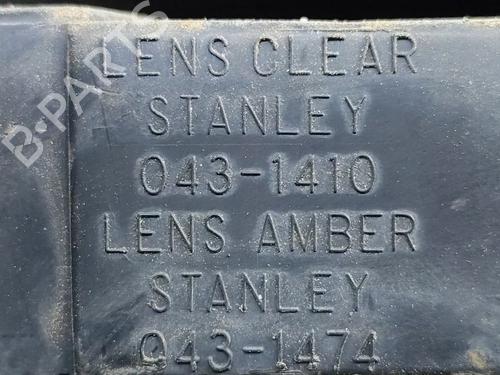 B-PARTS
LENS CLEAR
STANLEY
043-1410
LENS AMBER
STANLEY
043-1474